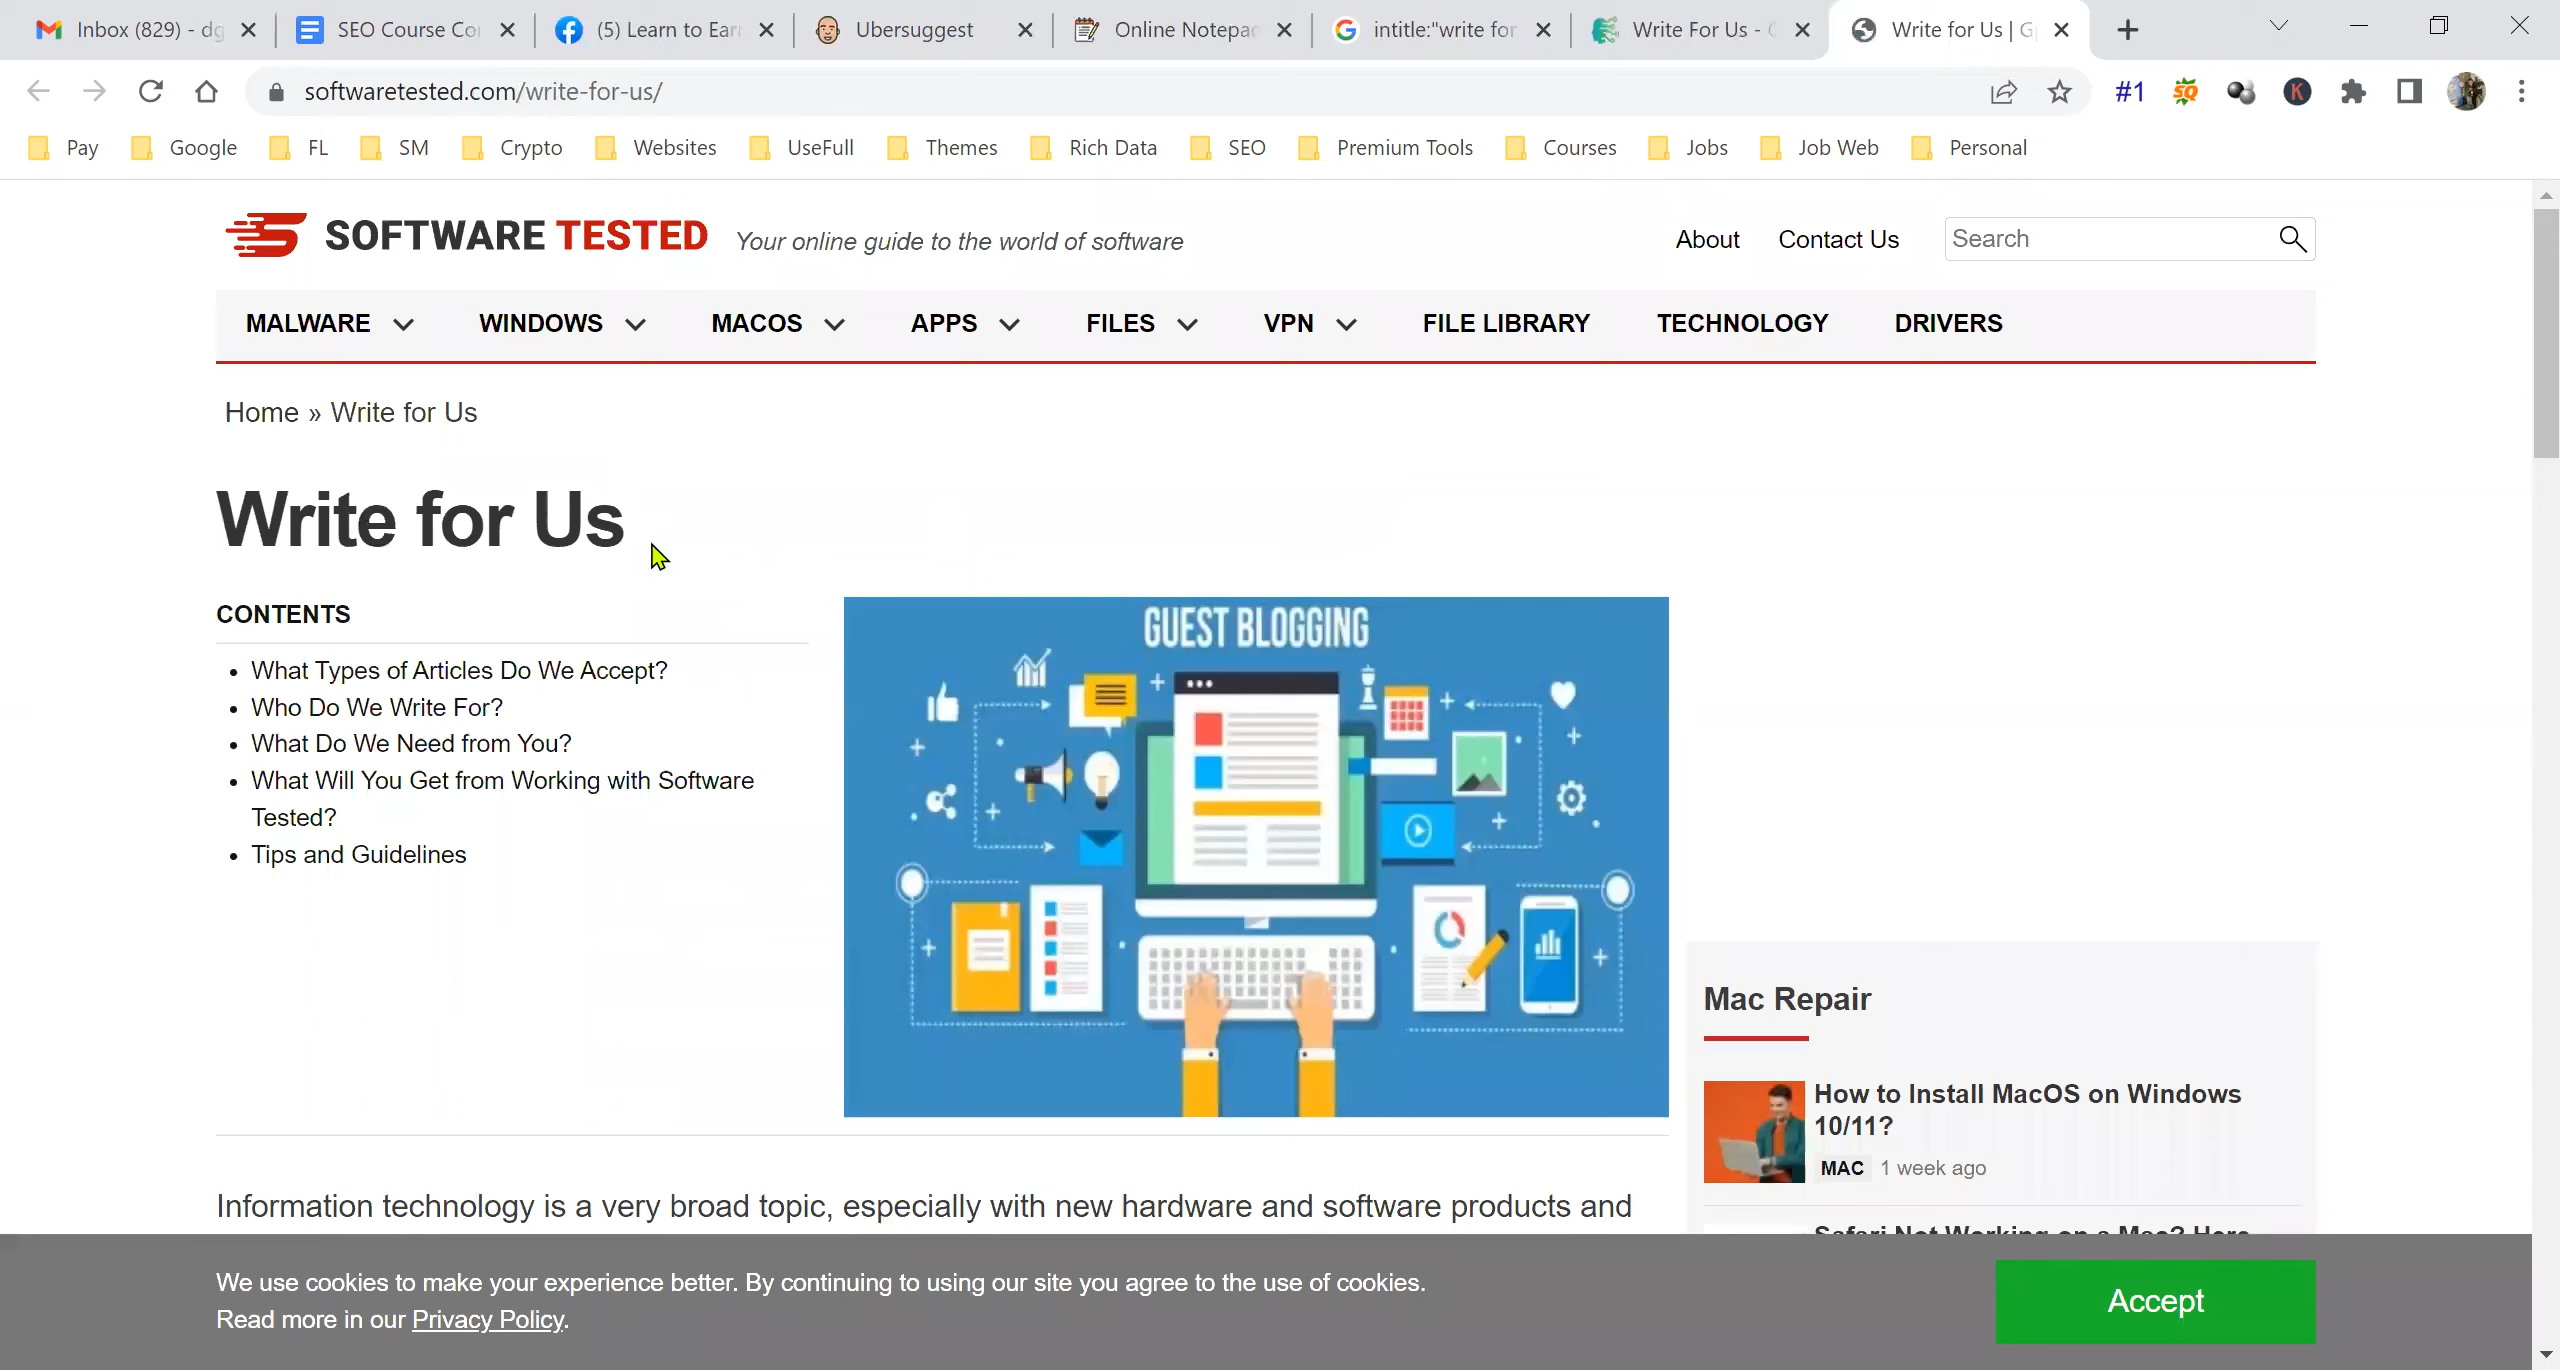 Inbox (829) - dg
SEO Course Co
(5) Learn to Ear
Ubersuggest
Online Notepad
intitle:"write for
Write For Us -
Write for Us | G
softwaretested.com/write-for-us/
#1
SQ
K
Pay
Google
FL
SM
Crypto
Websites
UseFull
Themes
Rich Data
SEO
Premium Tools
Courses
Jobs
Job Web
Personal
SOFTWARE TESTED
Your online guide to the world of software
About
Contact Us
Search
MALWARE
WINDOWS
MACOS
APPS
FILES
VPN
FILE LIBRARY
TECHNOLOGY
DRIVERS
Home » Write for Us
Write for Us
CONTENTS
• What Types of Articles Do We Accept?
• Who Do We Write For?
• What Do We Need from You?
• What Will You Get from Working with Software
Tested?
• Tips and Guidelines
GUEST BLOGGING
Mac Repair
How to Install MacOS on Windows
10/11?
MAC 1 week ago
Safari Not Working on a Mac? Here
Information technology is a very broad topic, especially with new hardware and software products and
We use cookies to make your experience better. By continuing to using our site you agree to the use of cookies.
Read more in our Privacy Policy.
Accept